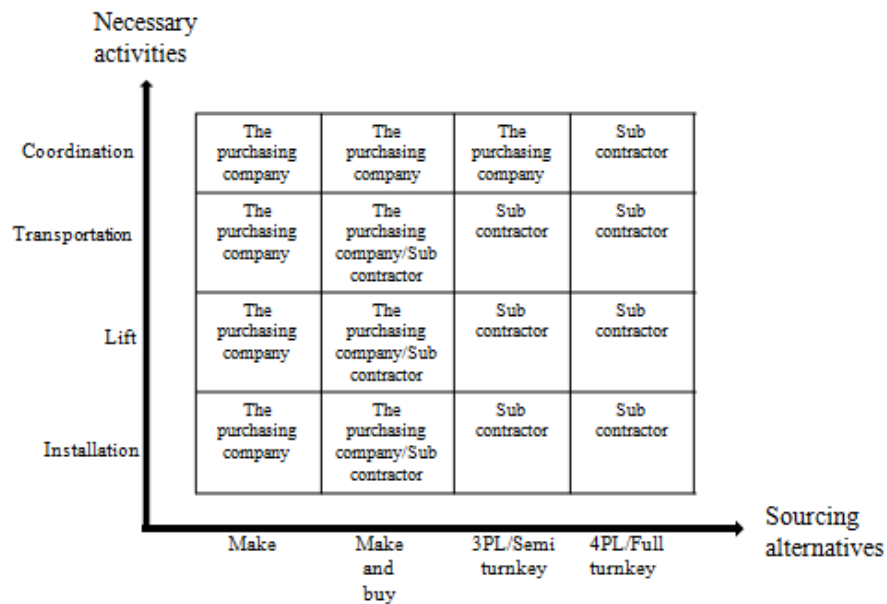 Necessary
activities
Coordination
The
purchasing
company
The
purchasing
company
The
purchasing
company
Sub
contractor
Transportation
The
purchasing
company
The
purchasing
company/Sub
contractor
Sub
contractor
Sub
contractor
Lift
The
purchasing
company
The
purchasing
company/Sub
contractor
Sub
contractor
Sub
contractor
Installation
The
purchasing
company
The
purchasing
company/Sub
contractor
Sub
contractor
Sub
contractor
Make
Make
and
buy
3PL/Semi
turnkey
4PL/Full
turnkey
Sourcing
alternatives